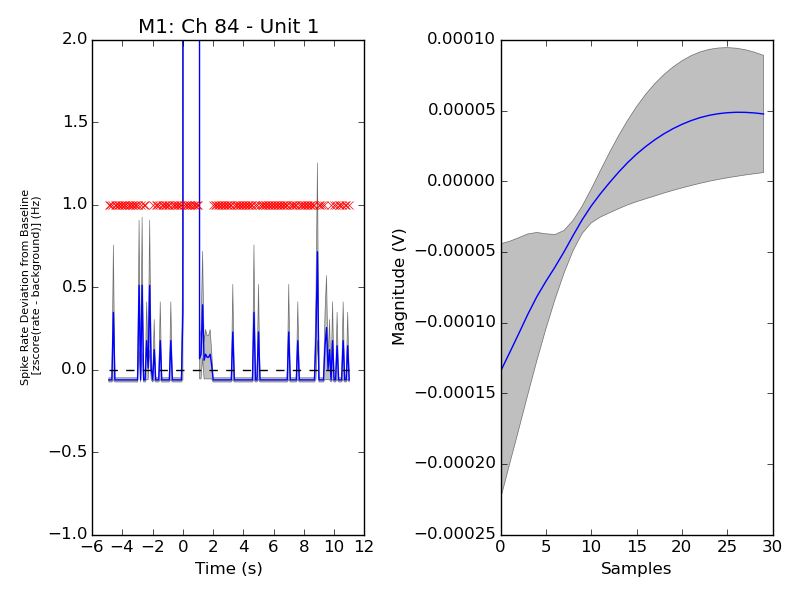 M1: Ch 84 - Unit 1
2.0
1.5
1.0
0.5
0.0
−0.5
−1.0
−6 −4 −2 0 2 4 6 8 10 12
Time (s)
Spike Rate Deviation from Baseline
[zscore(rate - background)] (Hz)
0.00010
0.00005
0.00000
−0.00005
−0.00010
−0.00015
−0.00020
−0.00025
0 5 10 15 20 25 30
Samples
Magnitude (V)